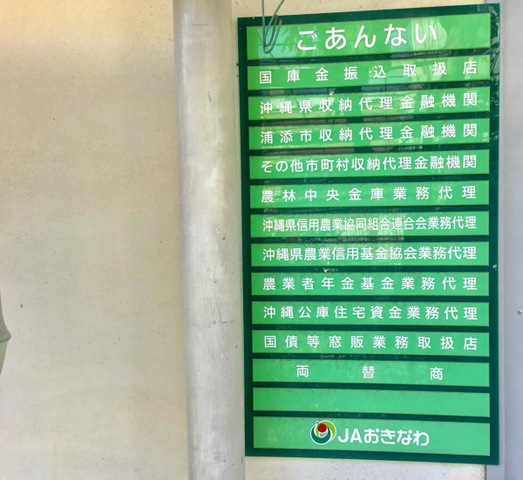 ごあんない
国庫金振込取扱店
沖縄県収納代理金融機関
浦添市収納代理金融機関
その他市町村収納代理金融機関
農林中央金庫業務代理
沖縄県信用農業協同組合連合会業務代理
沖縄県農業信用基金協会業務代理
農業者年金基金業務代理
沖縄公庫住宅資金業務代理
国債等窓販業務取扱店
両替商
JAおきなわ